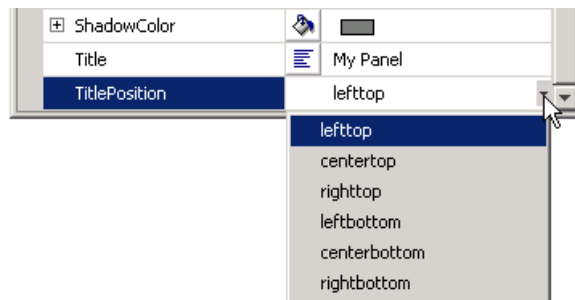 ShadowColor
Title My Panel
TitlePosition lefttop
lefttop
centertop
righttop
leftbottom
centerbottom
rightbottom